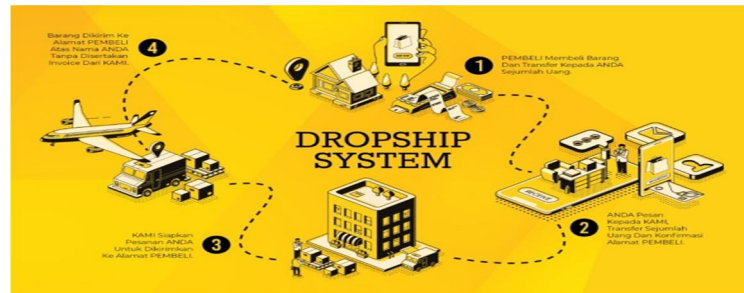 DROPSHIP
SYSTEM
1
PEMBELI Membeli Barang
Dan Transfer Kepada ANDA
Sejumlah Uang.
2
ANDA Pesan
Kepada KAMI,
Transfer Sejumlah
Uang Dan Konfirmasi
Alamat PEMBELI.
3
KAMI Siapkan
Pesanan ANDA
Untuk Dikirimkan
Ke Alamat PEMBELI.
4
Barang Dikirim Ke
Alamat PEMBELI
Atas Nama ANDA
Tanpa Disertakan
Invoice Dari KAMI.